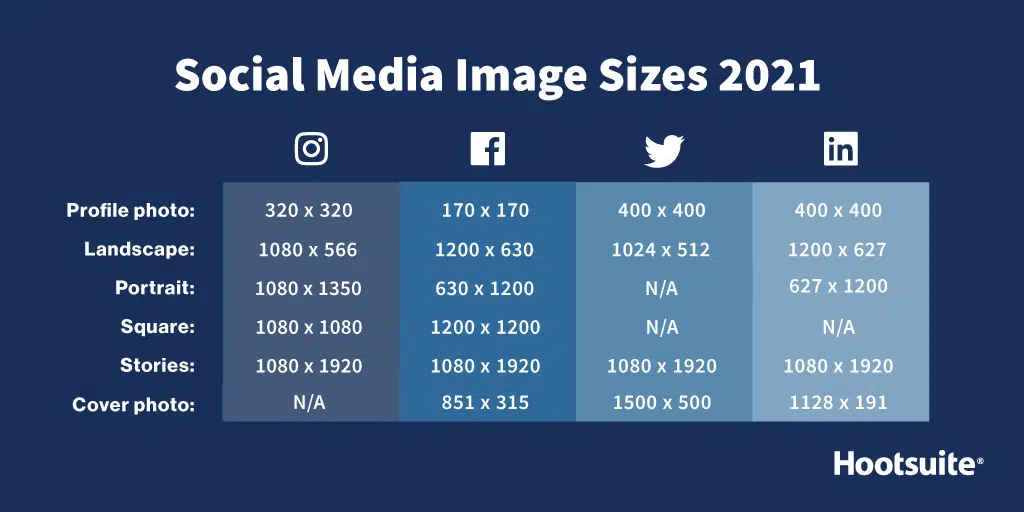 Social Media Image Sizes 2021
Profile photo: 320 x 320 170 x 170 400 x 400 400 x 400
Landscape: 1080 x 566 1200 x 630 1024 x 512 1200 x 627
Portrait: 1080 x 1350 630 x 1200 N/A 627 x 1200
Square: 1080 x 1080 1200 x 1200 N/A N/A
Stories: 1080 x 1920 1080 x 1920 1080 x 1920 1080 x 1920
Cover photo: N/A 851 x 315 1500 x 500 1128 x 191
Hootsuite®